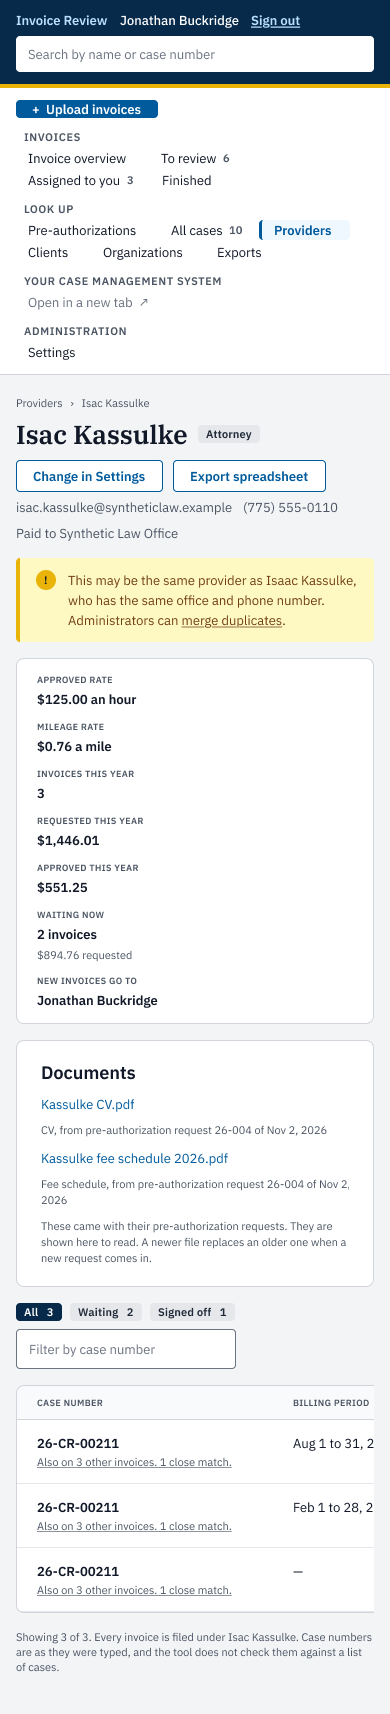 Invoice Review Jonathan Buckridge Sign out
Search by name or case number
+ Upload invoices
INVOICES
Invoice overview To review 6
Assigned to you 3 Finished
LOOK UP
Pre-authorizations All cases 10 Providers
Clients Organizations Exports
YOUR CASE MANAGEMENT SYSTEM
Open in a new tab ↗
ADMINISTRATION
Settings
Providers › Isac Kassulke
Isac Kassulke Attorney
Change in Settings Export spreadsheet
isac.kassulke@syntheticlaw.example (775) 555-0110
Paid to Synthetic Law Office
! This may be the same provider as Isaac Kassulke,
who has the same office and phone number.
Administrators can merge duplicates.
APPROVED RATE
$125.00 an hour
MILEAGE RATE
$0.76 a mile
INVOICES THIS YEAR
3
REQUESTED THIS YEAR
$1,446.01
APPROVED THIS YEAR
$551.25
WAITING NOW
2 invoices
$894.76 requested
NEW INVOICES GO TO
Jonathan Buckridge
Documents
Kassulke CV.pdf
CV, from pre-authorization request 26-004 of Nov 2, 2026
Kassulke fee schedule 2026.pdf
Fee schedule, from pre-authorization request 26-004 of Nov 2,
2026
These came with their pre-authorization requests. They are
shown here to read. A newer file replaces an older one when a
new request comes in.
All 3 Waiting 2 Signed off 1
Filter by case number
CASE NUMBER BILLING PERIOD
26-CR-00211 Aug 1 to 31, 2
Also on 3 other invoices. 1 close match.
26-CR-00211 Feb 1 to 28, 2
Also on 3 other invoices. 1 close match.
26-CR-00211 —
Also on 3 other invoices. 1 close match.
Showing 3 of 3. Every invoice is filed under Isac Kassulke. Case numbers
are as they were typed, and the tool does not check them against a list
of cases.